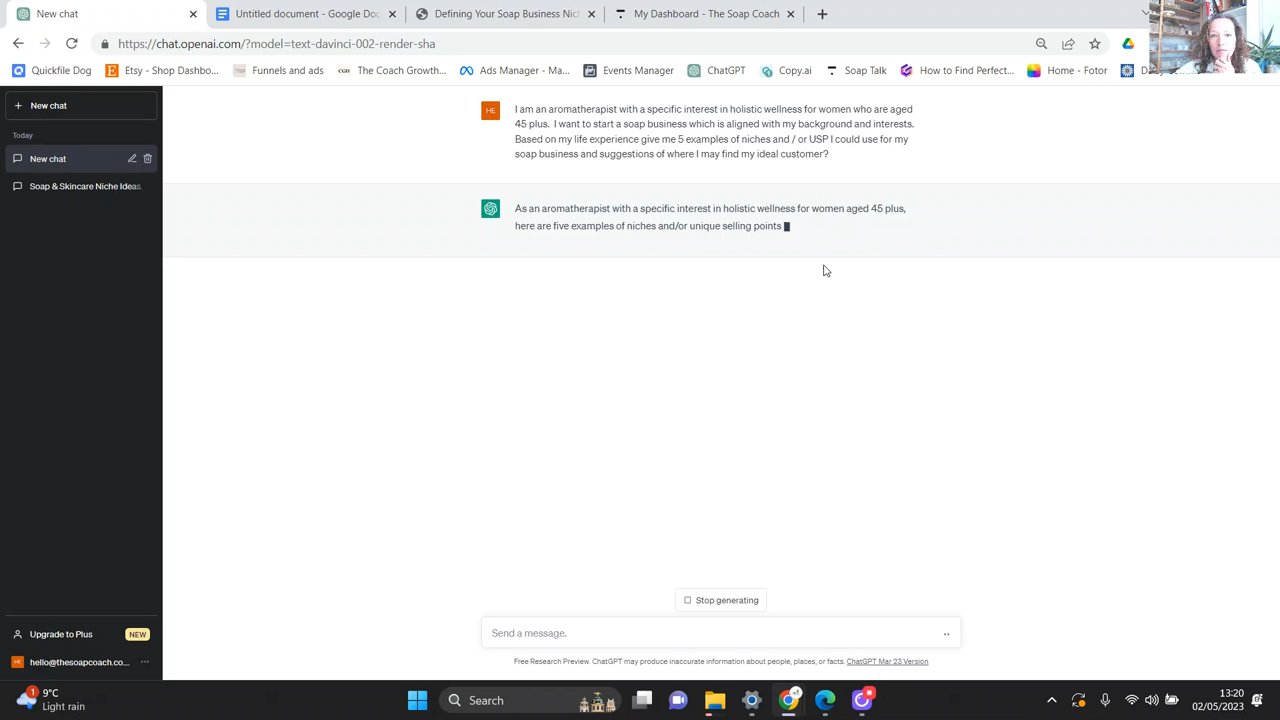 New chat
Untitled document - Google Doc
Defining Your Soap Business Nich
My Dashboard - The Soap Coach
https://chat.openai.com/?model=text-davinci-002-render-sha
Quickfile Dog
Etsy - Shop Dashbo...
Funnels and ads
The Coach Growth...
Ads Manager - Ma...
Events Manager
ChatGPT
Copy.ai
Soap Talk
How to Find Perfect...
Home - Fotor
+ New chat
Today
New chat
Soap & Skincare Niche Ideas.
HE
I am an aromatherapist with a specific interest in holistic wellness for women who are aged
45 plus. I want to start a soap business which is aligned with my background and interests.
Based on my life experience give me 5 examples of niches and / or USP I could use for my
soap business and suggestions of where I may find my ideal customer?
As an aromatherapist with a specific interest in holistic wellness for women aged 45 plus,
here are five examples of niches and/or unique selling points
Stop generating
Send a message.
Free Research Preview. ChatGPT may produce inaccurate information about people, places, or facts. ChatGPT Mar 23 Version
Upgrade to Plus
NEW
HE
hello@thesoapcoach.co...
1
9°C
Light rain
Search
13:20
02/05/2023